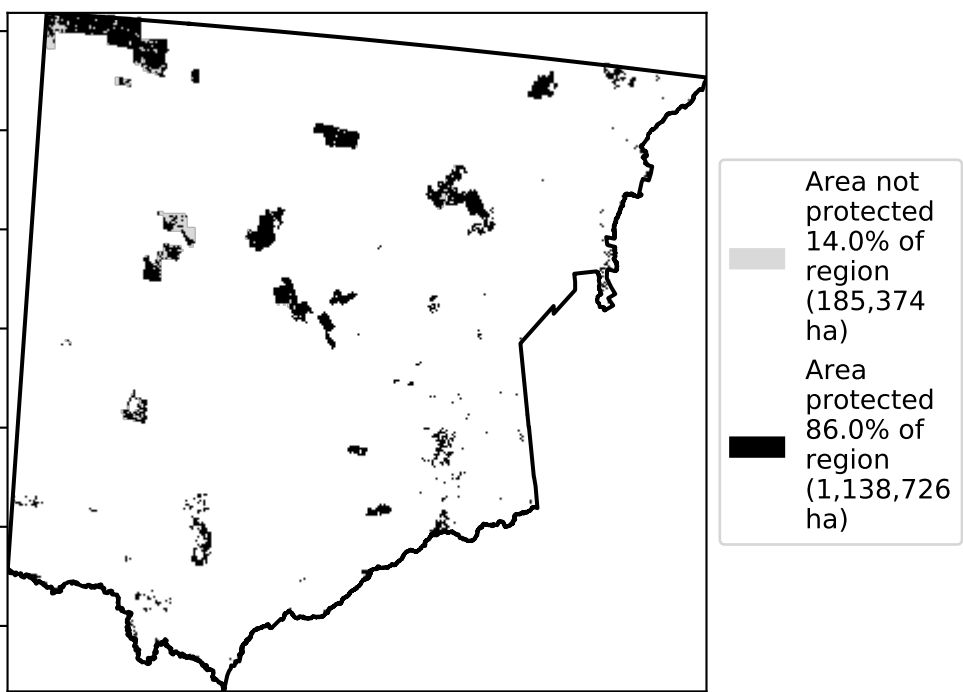 Area not
protected
14.0% of
region
(185,374
ha)
Area
protected
86.0% of
region
(1,138,726
ha)